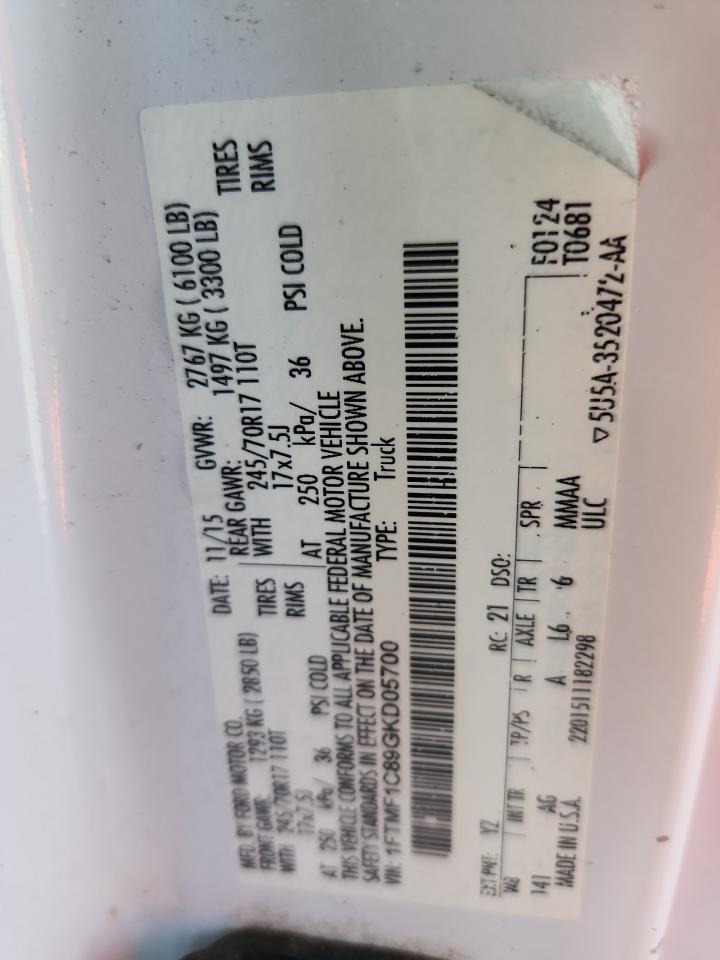 MFD. BY FORD MOTOR CO.
DATE: 11/15 GVWR: 2767 KG ( 6100 LB)
FRONT GAWR: 1293 KG ( 2850 LB) REAR GAWR: 1497 KG ( 3300 LB)
WITH 245/70R17 110T TIRES WITH 245/70R17 110T TIRES
17x7.5J RIMS 17x7.5J RIMS
AT 250 kPa/ 36 PSI COLD AT 250 kPa/ 36 PSI COLD
THIS VEHICLE CONFORMS TO ALL APPLICABLE FEDERAL MOTOR VEHICLE
SAFETY STANDARDS IN EFFECT ON THE DATE OF MANUFACTURE SHOWN ABOVE.
VIN: 1FTMF1C89GKD05700 TYPE: Truck
EXT PNT: YZ RC: 21 DSO: F0124
WB INT TR TP/PS R AXLE TR SPR T0681
141 AG A L6 6 MMAA
MADE IN U.S.A. 2201511182298 ULC 5U5A-3520472-AA